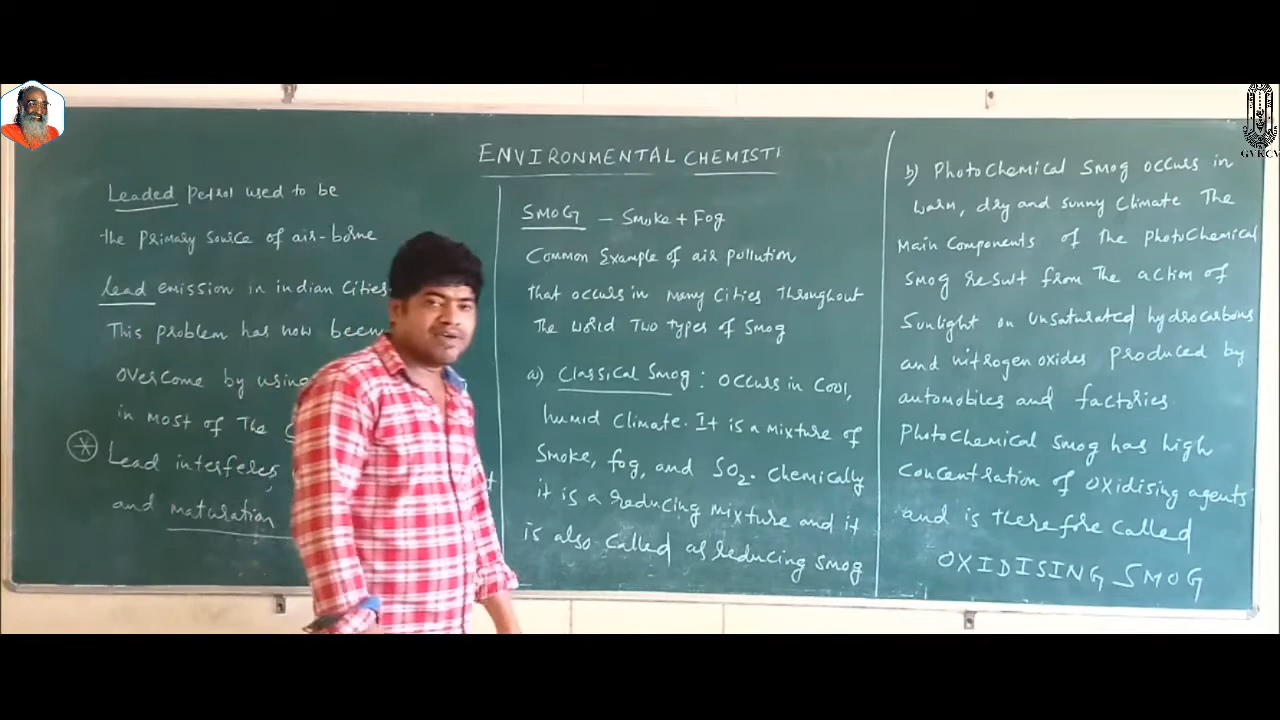 ENVIRONMENTAL CHEMIST
Leaded petrol used to be
the primary source of air-borne
lead emission in indian cities.
This problem has now been
overcome by using
in most of The
* Lead interferes
and maturation
SMOG - Smoke + Fog
Common Example of air pollution
that occurs in many cities Throughout
The world Two types of Smog
a) Classical Smog : occurs in cool,
humid climate. It is a mixture of
Smoke, fog, and SO2. Chemically
it is a reducing mixture and it
is also called as reducing smog
b) Photochemical Smog occurs in
warm, dry and sunny climate The
main components of The photochemical
smog result from The action of
Sunlight on unsaturated hydrocarbons
and nitrogen oxides produced by
automobiles and factories.
Photochemical smog has high
concentration of oxidising agents
and is therefore called
OXIDISING SMOG